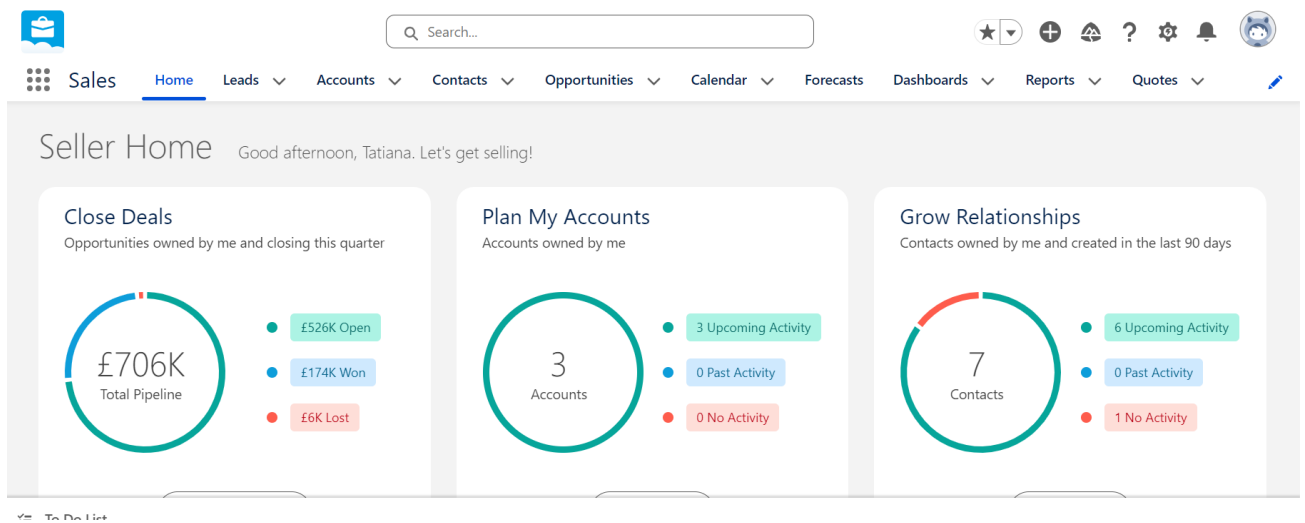 Search...
Sales Home Leads Accounts Contacts Opportunities Calendar Forecasts Dashboards Reports Quotes
Seller Home Good afternoon, Tatiana. Let's get selling!
Close Deals
Opportunities owned by me and closing this quarter
£706K
Total Pipeline
£526K Open
£174K Won
£6K Lost
Plan My Accounts
Accounts owned by me
3
Accounts
3 Upcoming Activity
0 Past Activity
0 No Activity
Grow Relationships
Contacts owned by me and created in the last 90 days
7
Contacts
6 Upcoming Activity
0 Past Activity
1 No Activity
To Do List